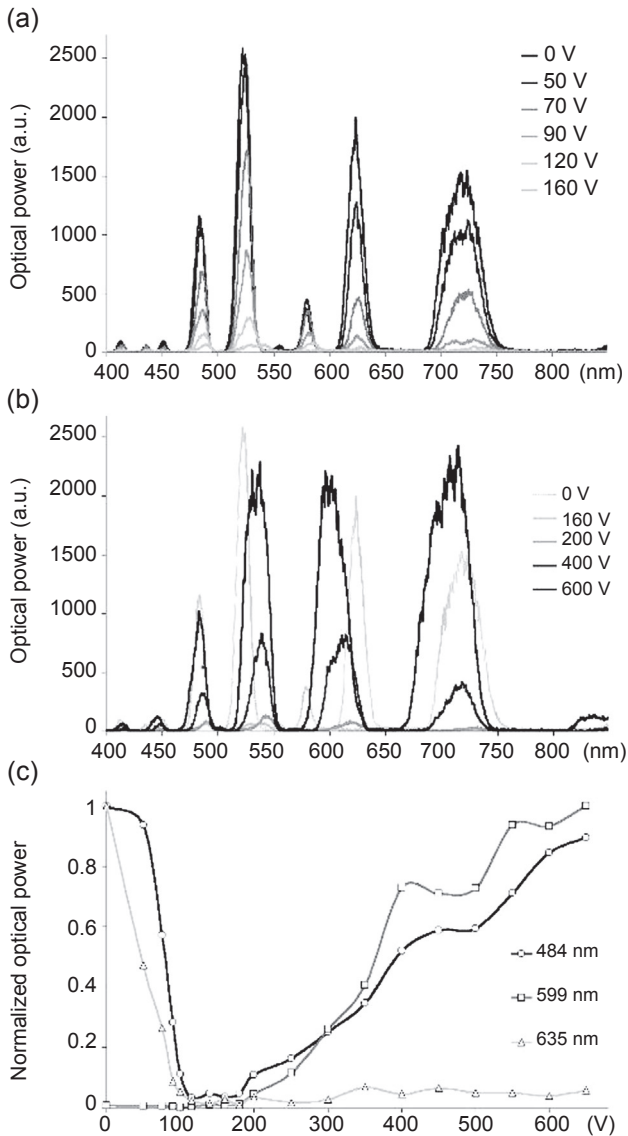 (a)
Optical power (a.u.)
2500
2000
1500
1000
500
0
400 450 500 550 600 650 700 750 800 (nm)
0 V
50 V
70 V
90 V
120 V
160 V
(b)
Optical power (a.u.)
2500
2000
1500
1000
500
0
400 450 500 550 600 650 700 750 800 (nm)
0 V
160 V
200 V
400 V
600 V
(c)
Normalized optical power
1
0.8
0.6
0.4
0.2
0
0 100 200 300 400 500 600 (V)
484 nm
599 nm
635 nm